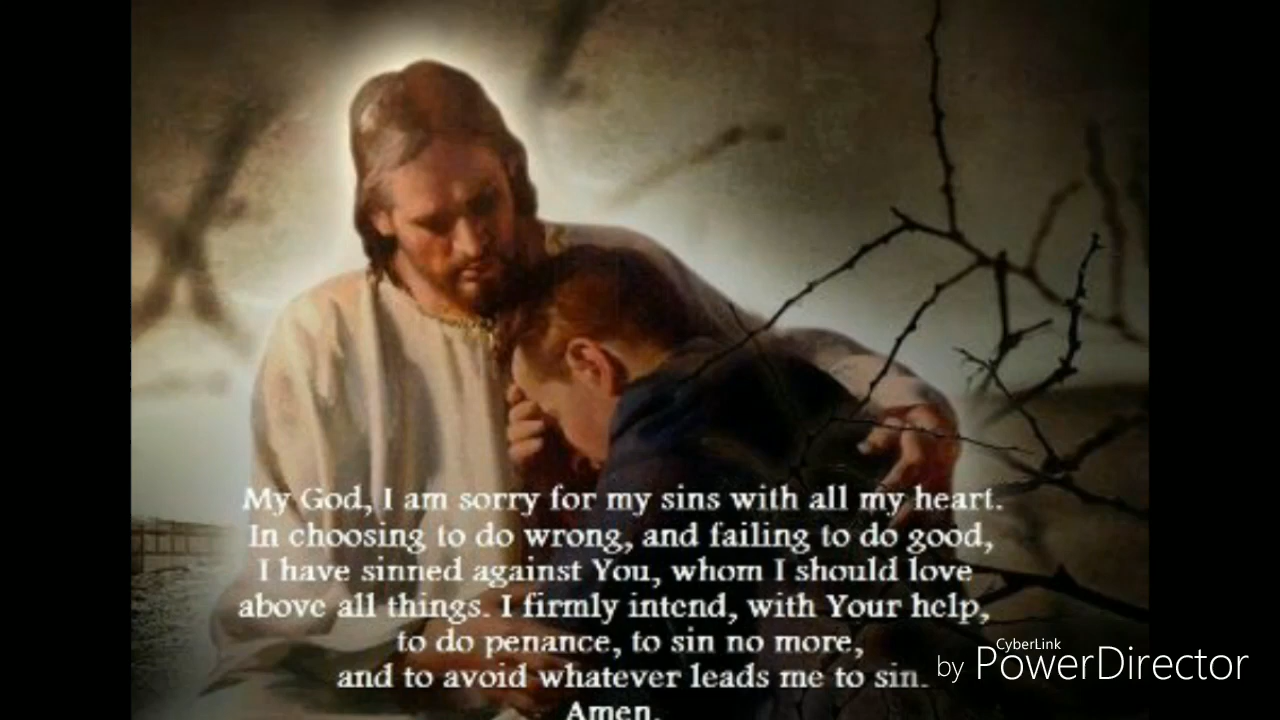 My God, I am sorry for my sins with all my heart.
In choosing to do wrong, and failing to do good,
I have sinned against You, whom I should love
above all things. I firmly intend, with Your help,
to do penance, to sin no more,
and to avoid whatever leads me to sin.
Amen.
CyberLink
by PowerDirector